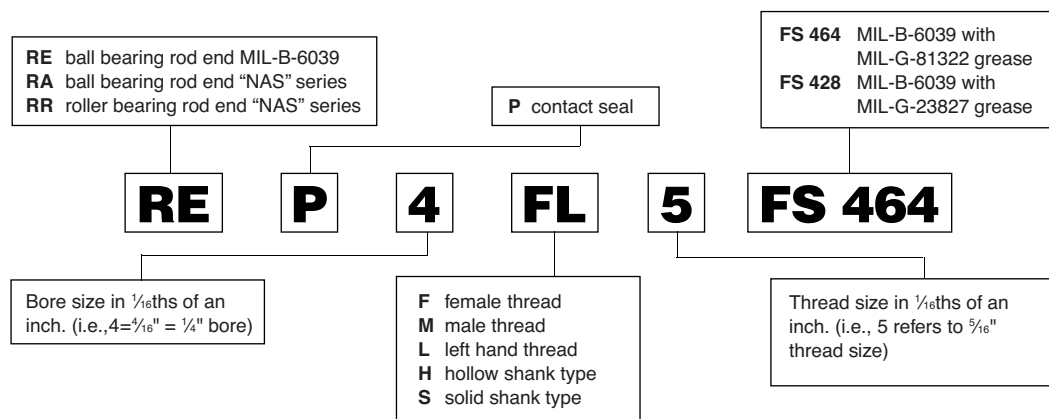 RE ball bearing rod end MIL-B-6039
RA ball bearing rod end “NAS” series
RR roller bearing rod end “NAS” series
P contact seal
FS 464 MIL-B-6039 with
MIL-G-81322 grease
FS 428 MIL-B-6039 with
MIL-G-23827 grease
RE P 4 FL 5 FS 464
Bore size in 1⁄16ths of an
inch. (i.e.,4=4⁄16" = 1⁄4" bore)
F female thread
M male thread
L left hand thread
H hollow shank type
S solid shank type
Thread size in 1⁄16ths of an
inch. (i.e., 5 refers to 5⁄16"
thread size)